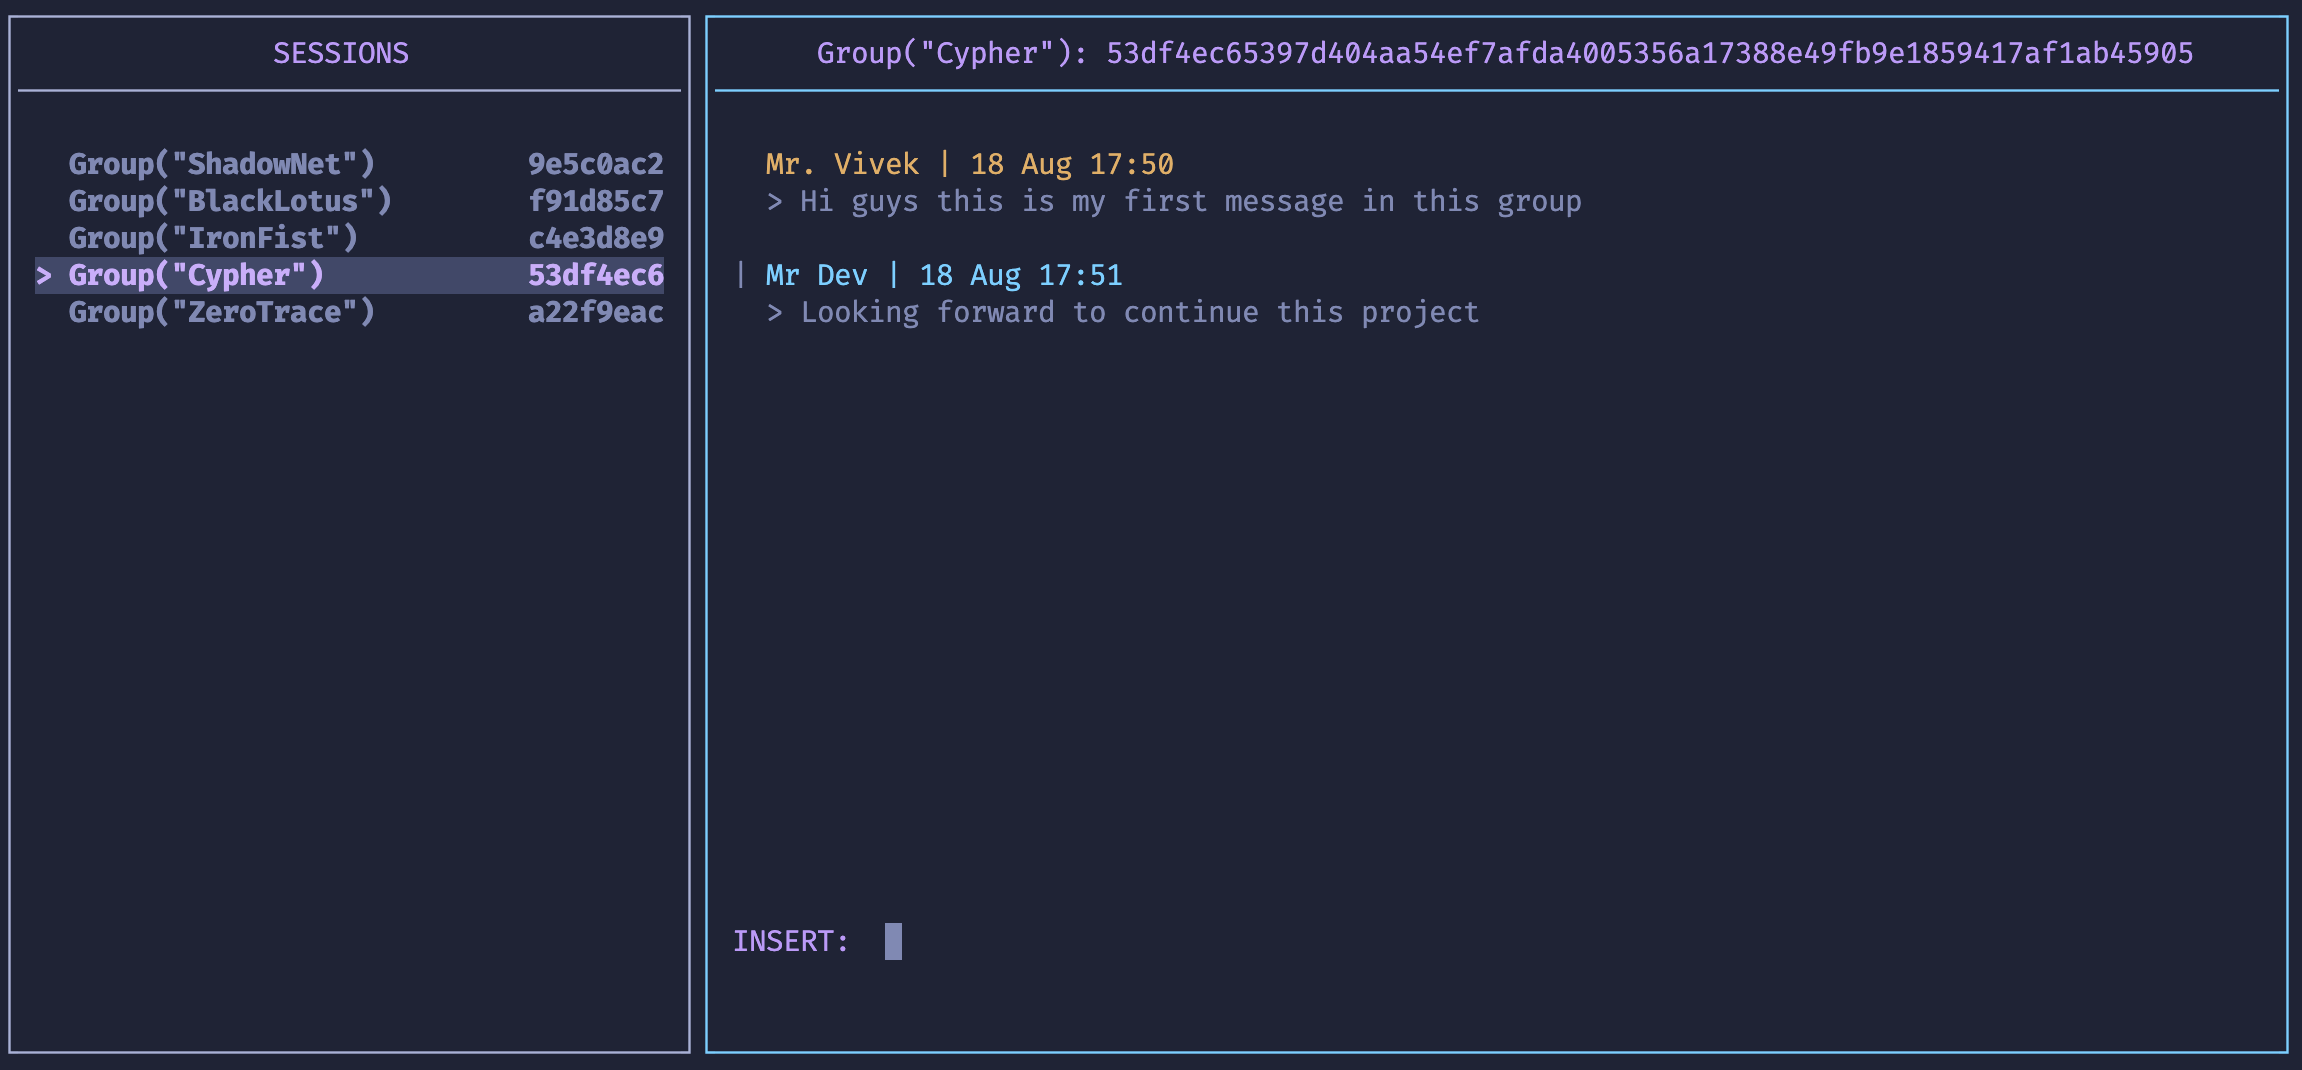 SESSIONS
Group("ShadowNet") 9e5c0ac2
Group("BlackLotus") f91d85c7
Group("IronFist") c4e3d8e9
> Group("Cypher") 53df4ec6
Group("ZeroTrace") a22f9eac
Group("Cypher"): 53df4ec65397d404aa54ef7afda4005356a17388e49fb9e1859417af1ab45905
Mr. Vivek | 18 Aug 17:50
> Hi guys this is my first message in this group
| Mr Dev | 18 Aug 17:51
> Looking forward to continue this project
INSERT: